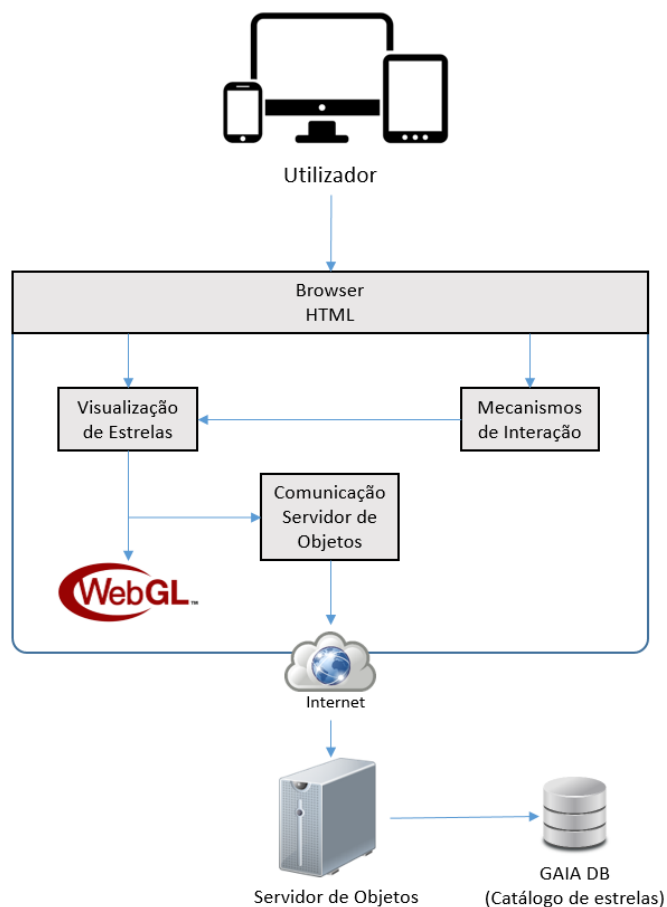 Utilizador
Browser
HTML
Visualização
de Estrelas
Mecanismos
de Interação
Comunicação
Servidor de
Objetos
WebGL™
Internet
Servidor de Objetos
GAIA DB
(Catálogo de estrelas)